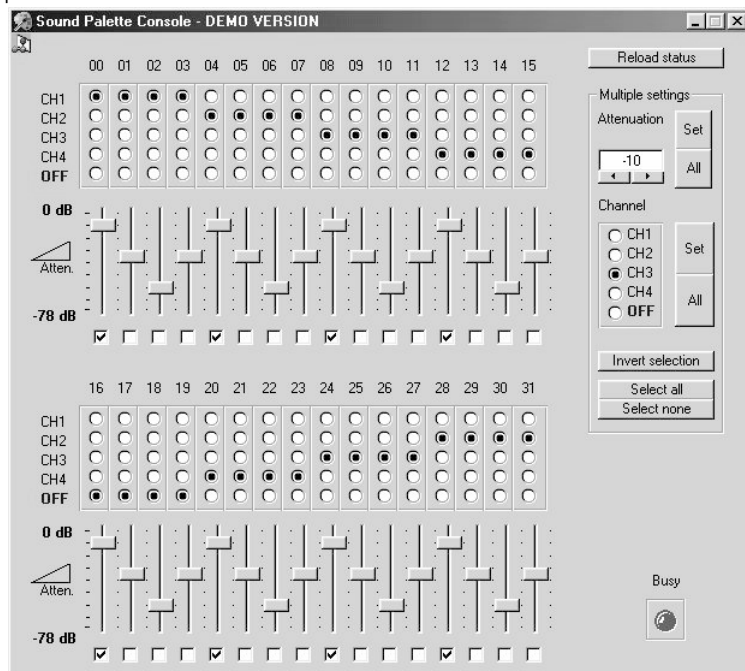 Sound Palette Console - DEMO VERSION
00 01 02 03 04 05 06 07 08 09 10 11 12 13 14 15
CH1
CH2
CH3
CH4
OFF
0 dB
Atten.
-78 dB
16 17 18 19 20 21 22 23 24 25 26 27 28 29 30 31
CH1
CH2
CH3
CH4
OFF
0 dB
Atten.
-78 dB
Reload status
Multiple settings
Attenuation
Set
-10
All
Channel
CH1
CH2
Set
CH3
CH4
All
OFF
Invert selection
Select all
Select none
Busy